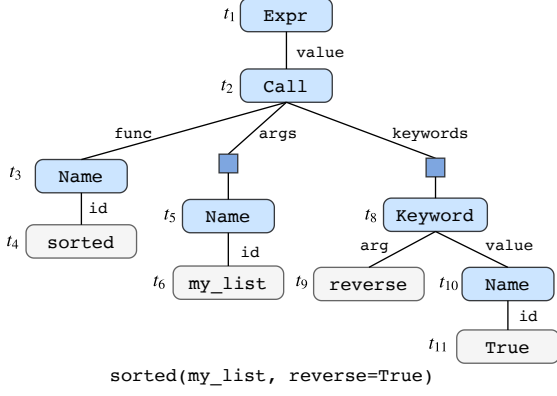 t1 Expr
value
t2 Call
func args keywords
t3 Name
id
t4 sorted
t5 Name
id
t6 my_list
t8 Keyword
arg value
t9 reverse
t10 Name
id
t11 True
sorted(my_list, reverse=True)